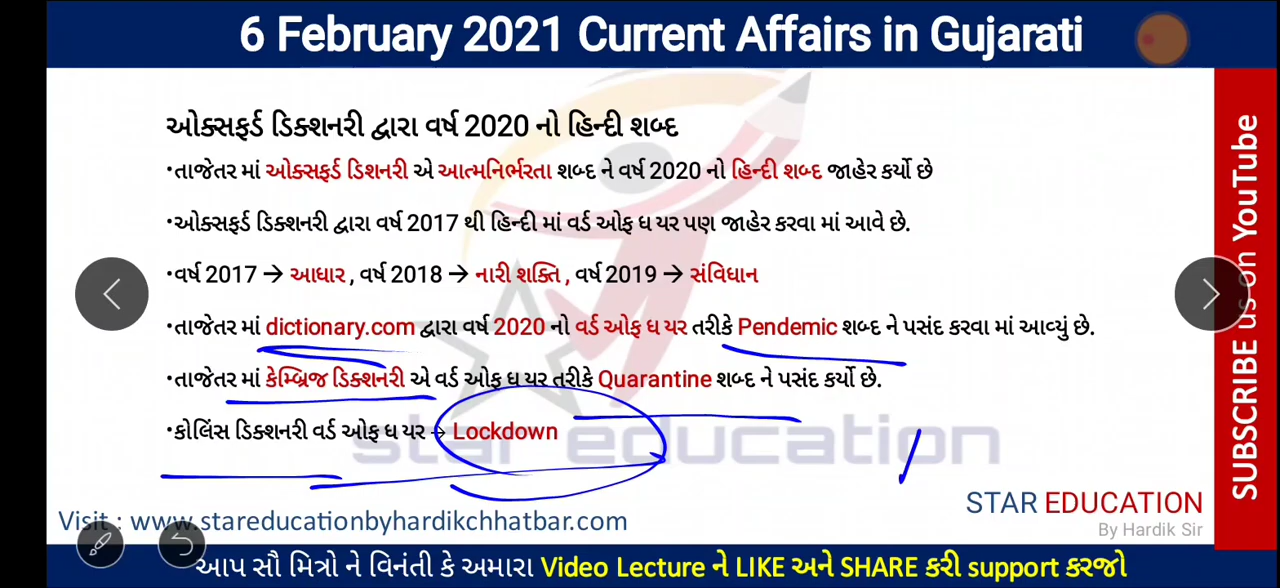 6 February 2021 Current Affairs in Gujarati
ઓક્સફર્ડ ડિક્શનરી દ્વારા વર્ષ 2020 નો હિન્દી શબ્દ
•તાજેતર માં ઓક્સફર્ડ ડિશનરી એ આત્મનિર્ભરતા શબ્દ ને વર્ષ 2020 નો હિન્દી શબ્દ જાહેર કર્યો છે
•ઓક્સફર્ડ ડિક્શનરી દ્વારા વર્ષ 2017 થી હિન્દી માં વર્ડ ઓફ ધ યર પણ જાહેર કરવા માં આવે છે.
•વર્ષ 2017 → આધાર , વર્ષ 2018 → નારી શક્તિ , વર્ષ 2019 → સંવિધાન
•તાજેતર માં dictionary.com દ્વારા વર્ષ 2020 નો વર્ડ ઓફ ધ યર તરીકે Pendemic શબ્દ ને પસંદ કરવા માં આવ્યું છે.
•તાજેતર માં કેમ્બ્રિજ ડિક્શનરી એ વર્ડ ઓફ ધ યર તરીકે Quarantine શબ્દ ને પસંદ કર્યો છે.
•કોલિંસ ડિક્શનરી વર્ડ ઓફ ધ યર → Lockdown
star education
STAR EDUCATION
By Hardik Sir
Visit : www.stareducationbyhardikchhatbar.com
આપ સૌ મિત્રો ને વિનંતી કે અમારા Video Lecture ને LIKE અને SHARE કરી support કરજો
SUBSCRIBE us on YouTube